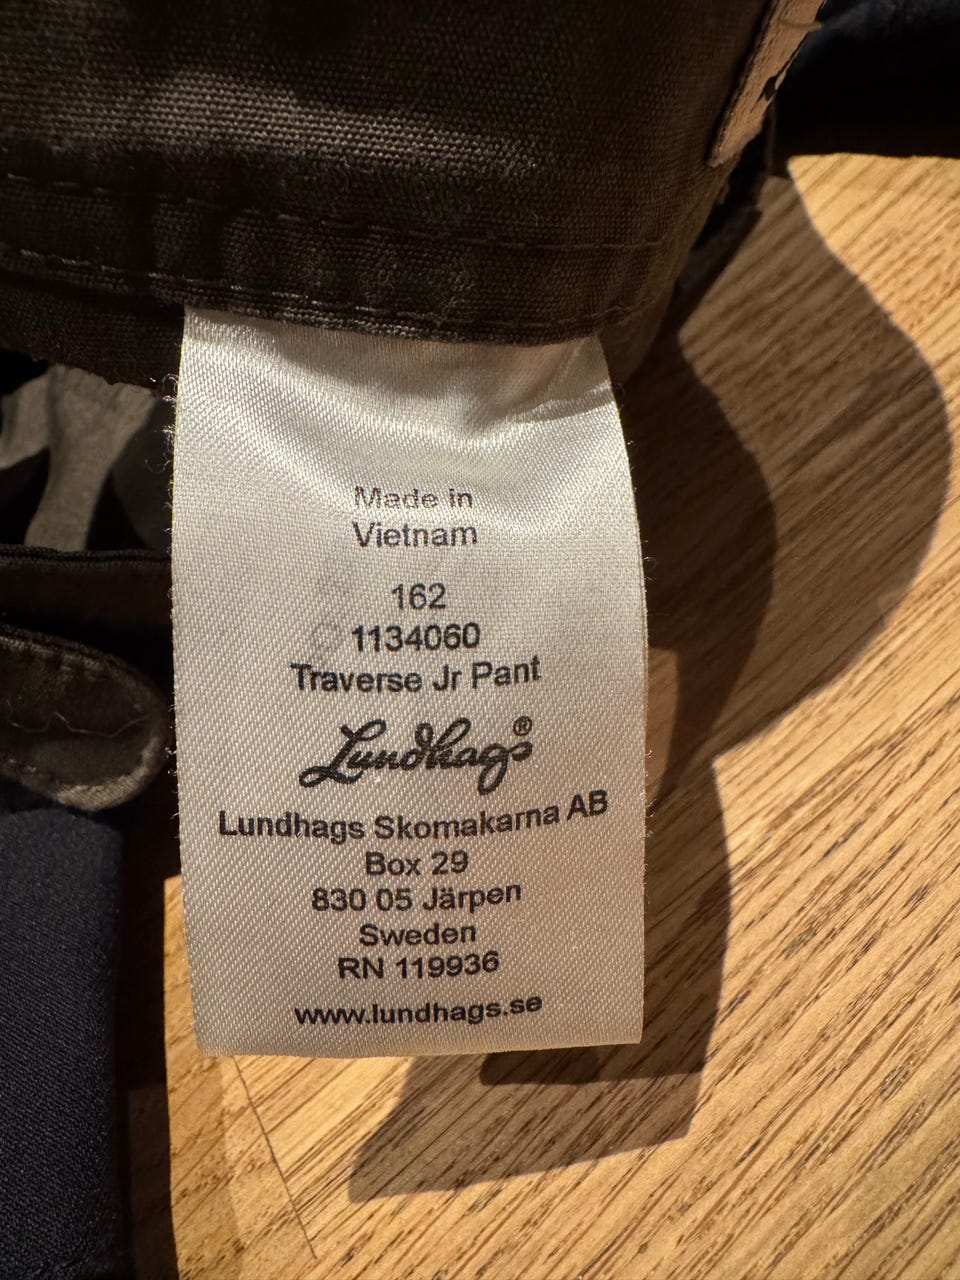 Made in
Vietnam
162
1134060
Traverse Jr Pant
Lundhags®
Lundhags Skomakarna AB
Box 29
830 05 Järpen
Sweden
RN 119936
www.lundhags.se